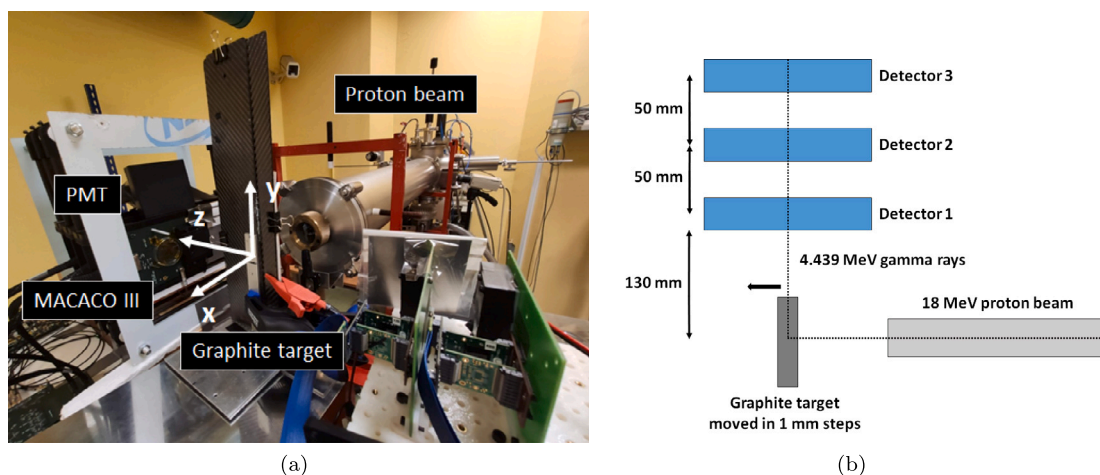 Proton beam
PMT
y
z
MACACO III
x
Graphite target
(a)
Detector 3
50 mm
Detector 2
50 mm
Detector 1
4.439 MeV gamma rays
130 mm
18 MeV proton beam
Graphite target
moved in 1 mm steps
(b)